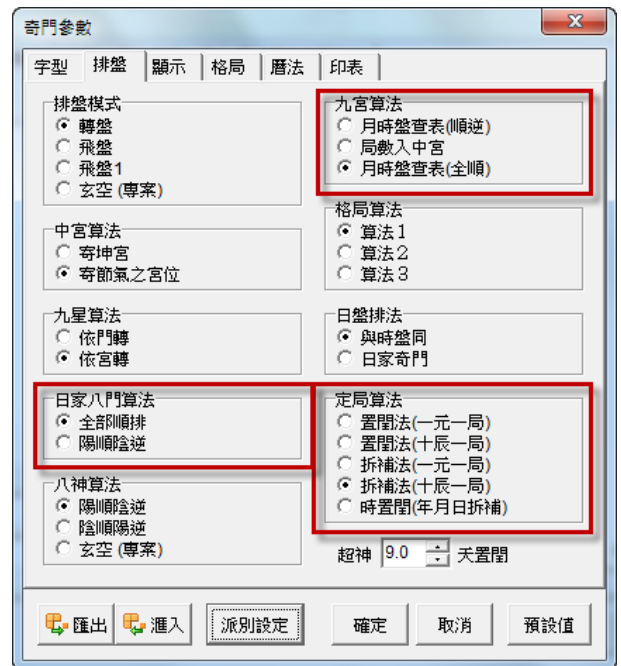 奇門參數
字型 排盤 顯示 格局 曆法 印表
排盤模式
轉盤
飛盤
飛盤1
玄空 (專案)
中宮算法
寄坤宮
寄節氣之宮位
九星算法
依門轉
依宮轉
日家八門算法
全部順排
陽順陰逆
八神算法
陽順陰逆
陰順陽逆
玄空 (專案)
九宮算法
月時盤查表(順逆)
局數入中宮
月時盤查表(全順)
格局算法
算法1
算法2
算法3
日盤排法
與時盤同
日家奇門
定局算法
置閏法(一元一局)
置閏法(十辰一局)
拆補法(一元一局)
拆補法(十辰一局)
時置閏(年月日拆補)
超神 9.0 天置閏
匯出 滙入 派別設定 確定 取消 預設值